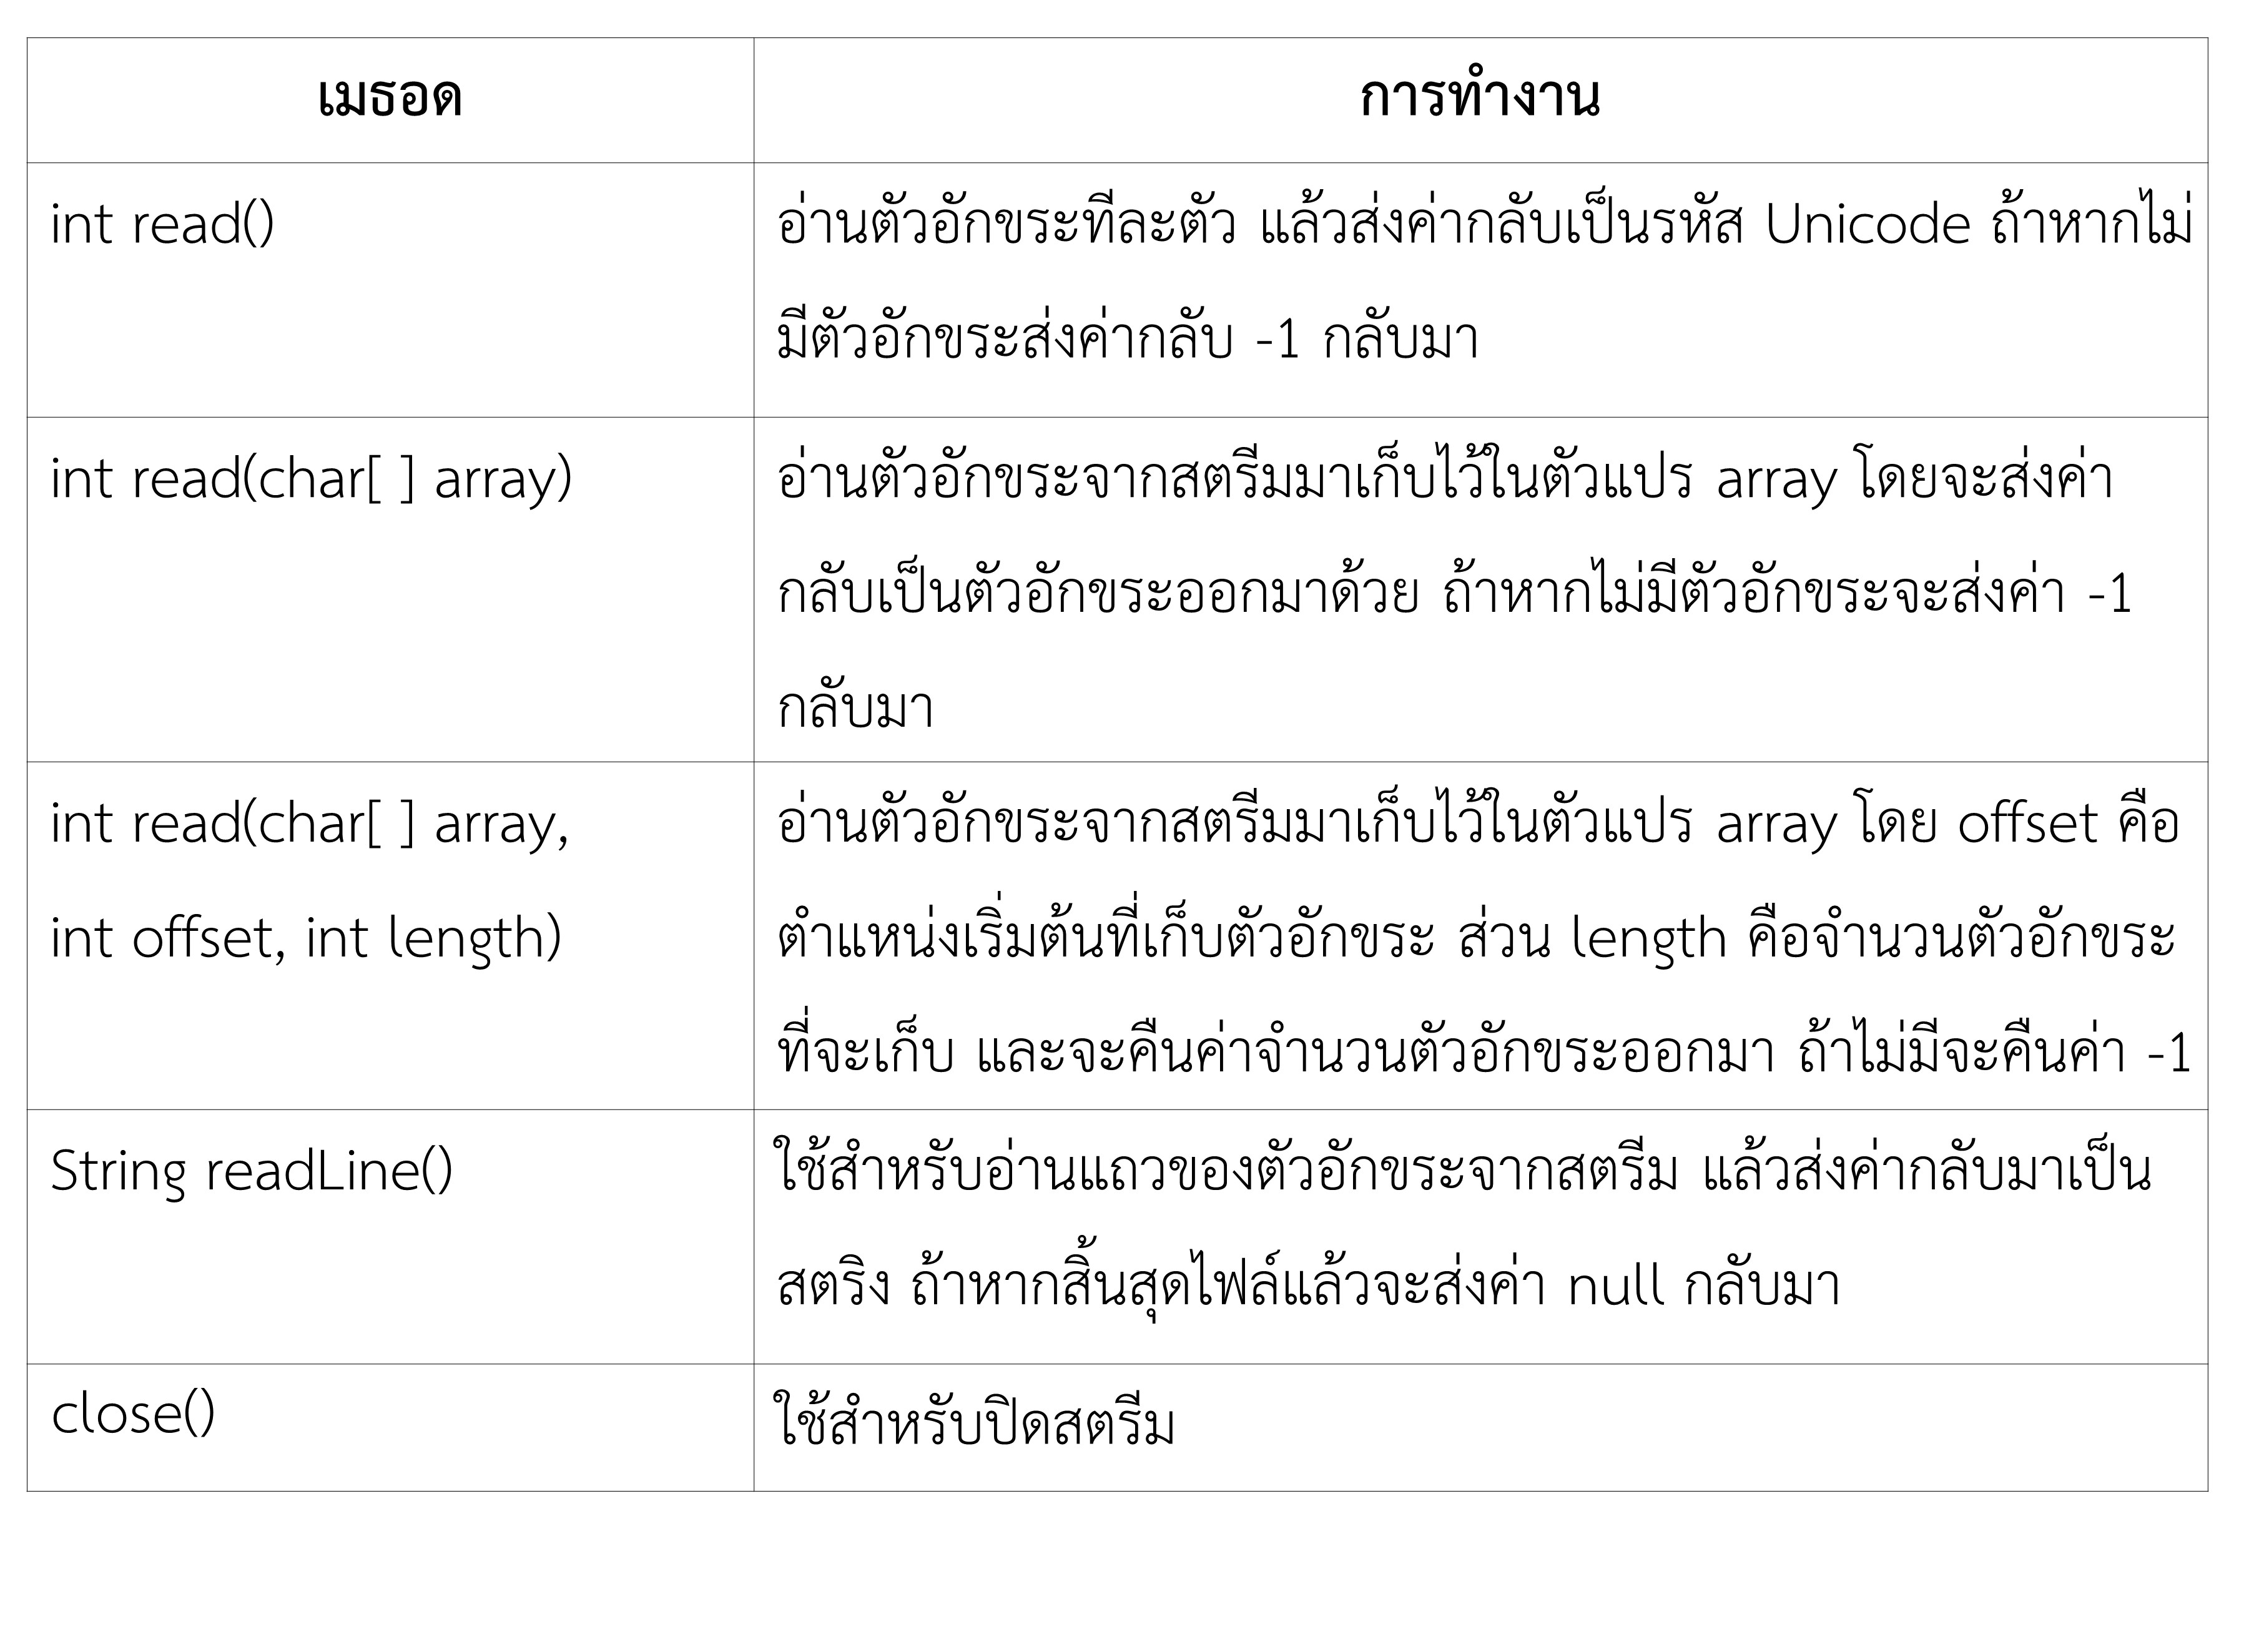 เมธอด
การทำงาน
int read()
อ่านตัวอักขระทีละตัว แล้วส่งค่ากลับเป็นรหัส Unicode ถ้าหากไม่
มีตัวอักขระส่งค่ากลับ -1 กลับมา
int read(char[ ] array)
อ่านตัวอักขระจากสตรีมมาเก็บไว้ในตัวแปร array โดยจะส่งค่า
กลับเป็นตัวอักขระออกมาด้วย ถ้าหากไม่มีตัวอักขระจะส่งค่า -1
กลับมา
int read(char[ ] array,
int offset, int length)
อ่านตัวอักขระจากสตรีมมาเก็บไว้ในตัวแปร array โดย offset คือ
ตำแหน่งเริ่มต้นที่เก็บตัวอักขระ ส่วน length คือจำนวนตัวอักขระ
ที่จะเก็บ และจะคืนค่าจำนวนตัวอักขระออกมา ถ้าไม่มีจะคืนค่า -1
String readLine()
ใช้สำหรับอ่านแถวของตัวอักขระจากสตรีม แล้วส่งค่ากลับมาเป็น
สตริง ถ้าหากสิ้นสุดไฟล์แล้วจะส่งค่า null กลับมา
close()
ใช้สำหรับปิดสตรีม